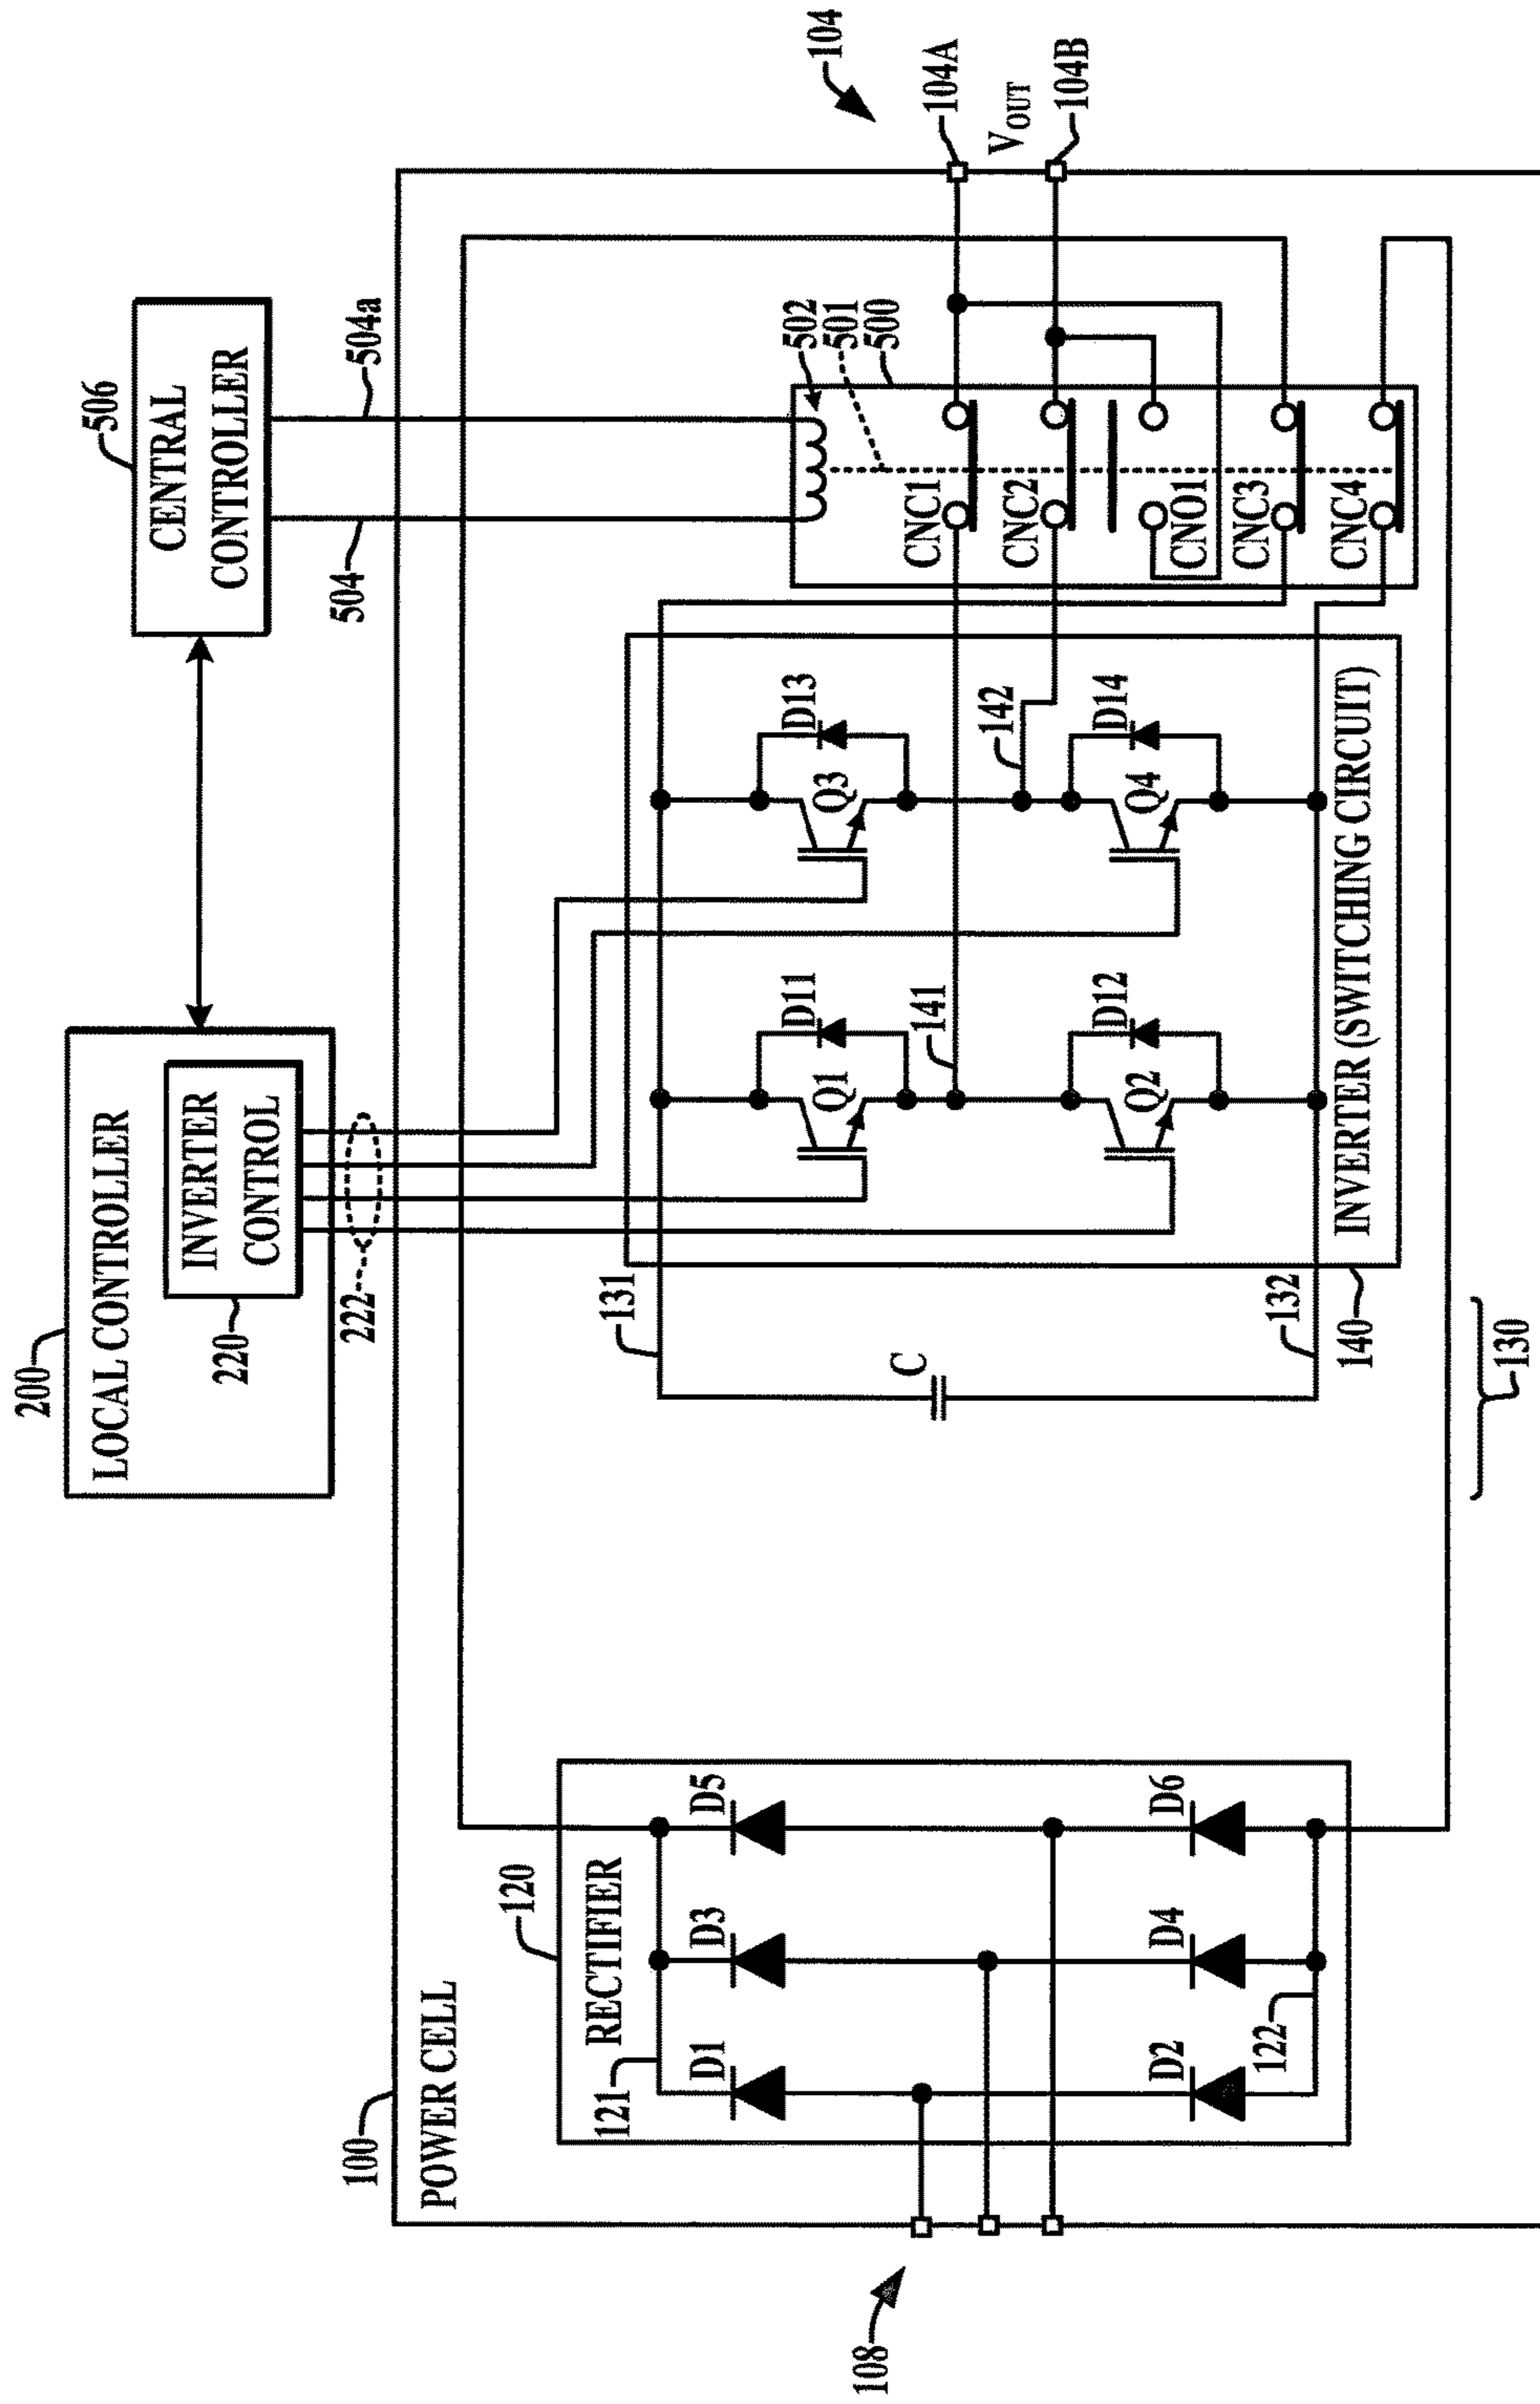 200
LOCAL CONTROLLER
INVERTER
CONTROL
220
222
506
CENTRAL
CONTROLLER
504
504a
100
POWER CELL
108
120
RECTIFIER
121
D1
D3
D5
D2
D4
D6
122
131
C
132
130
Q1
D11
141
Q2
D12
Q3
D13
142
Q4
D14
INVERTER (SWITCHING CIRCUIT)
140
502
501
500
CNC1
CNC2
CNO1
CNC3
CNC4
104
104A
VOUT
104B